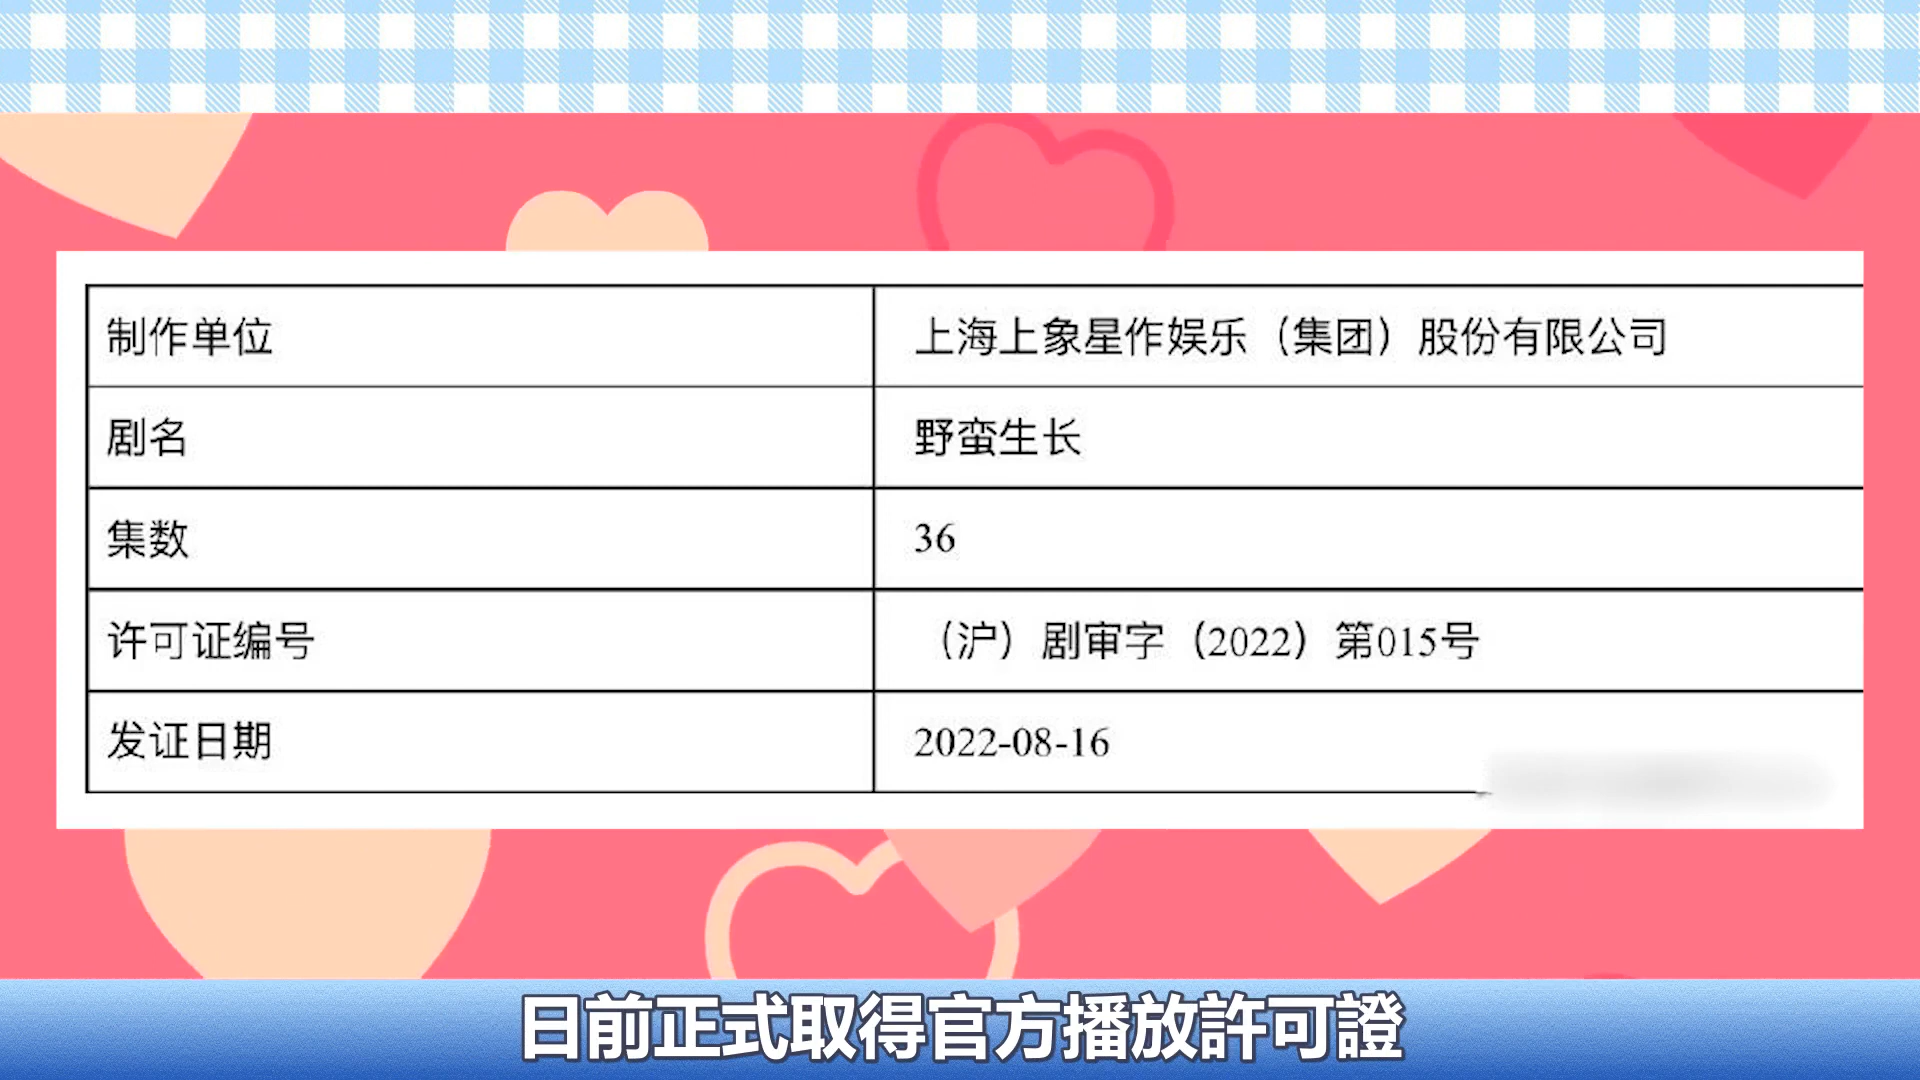 制作单位 上海上象星作娱乐（集团）股份有限公司
剧名 野蛮生长
集数 36
许可证编号 （沪）剧审字（2022）第015号
发证日期 2022-08-16
日前正式取得官方播放許可證